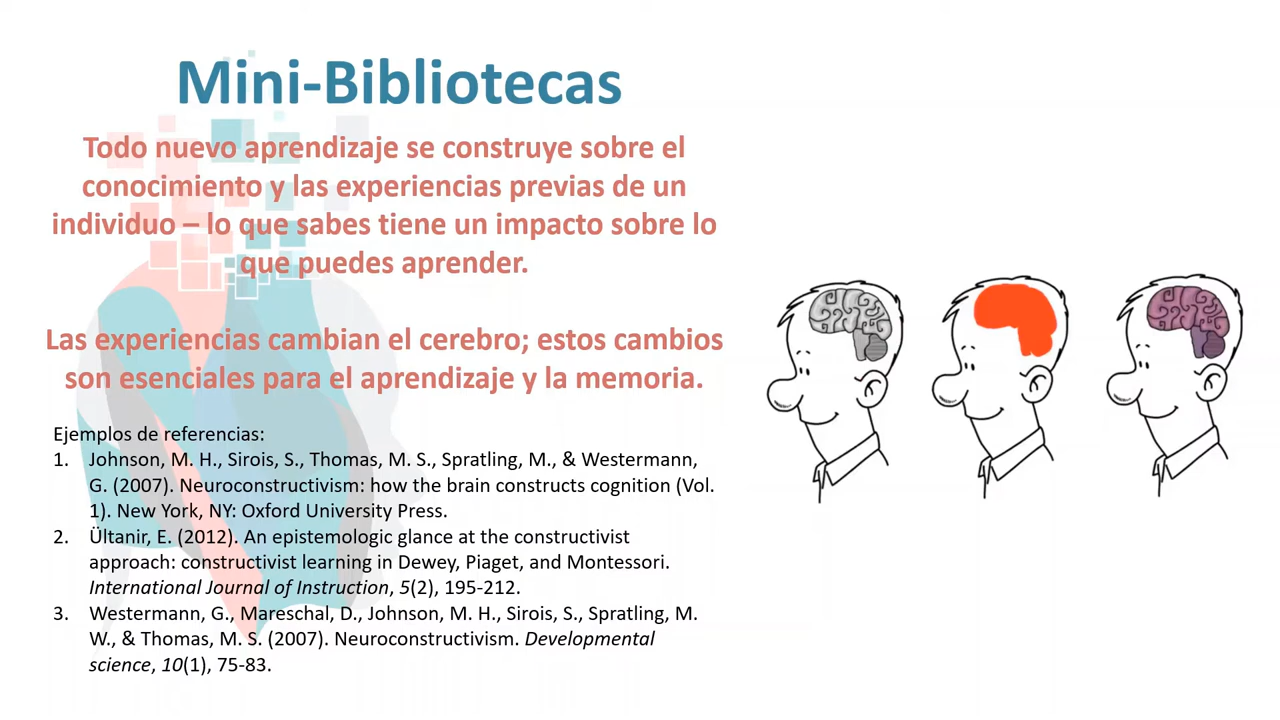 Mini-Bibliotecas
Todo nuevo aprendizaje se construye sobre el
conocimiento y las experiencias previas de un
individuo – lo que sabes tiene un impacto sobre lo
que puedes aprender.
Las experiencias cambian el cerebro; estos cambios
son esenciales para el aprendizaje y la memoria.
Ejemplos de referencias:
1. Johnson, M. H., Sirois, S., Thomas, M. S., Spratling, M., & Westermann,
G. (2007). Neuroconstructivism: how the brain constructs cognition (Vol.
1). New York, NY: Oxford University Press.
2. Ültanir, E. (2012). An epistemologic glance at the constructivist
approach: constructivist learning in Dewey, Piaget, and Montessori.
International Journal of Instruction, 5(2), 195-212.
3. Westermann, G., Mareschal, D., Johnson, M. H., Sirois, S., Spratling, M.
W., & Thomas, M. S. (2007). Neuroconstructivism. Developmental
science, 10(1), 75-83.